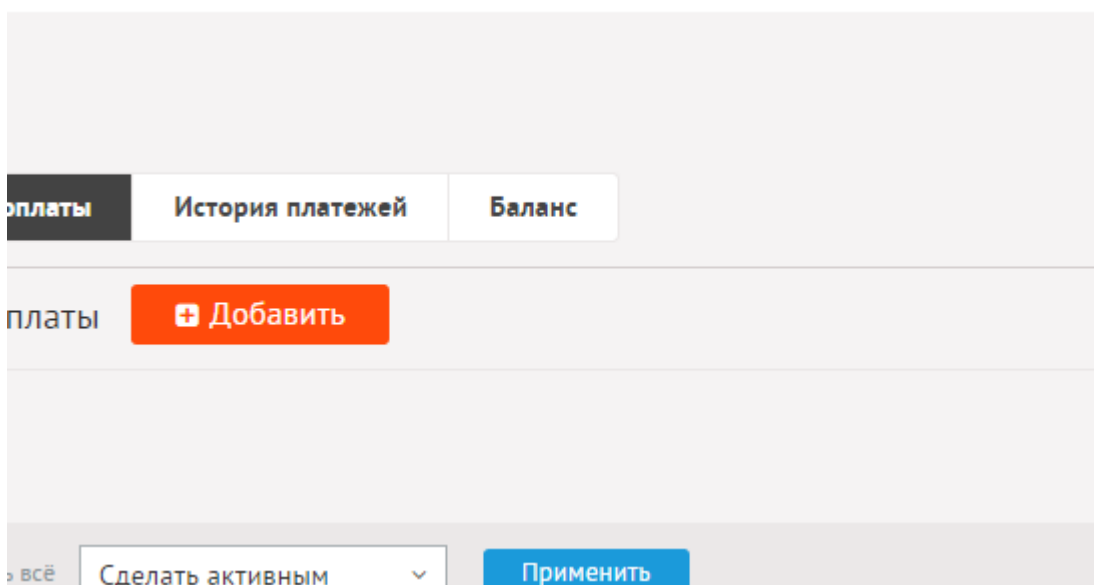 оплаты История платежей Баланс
платы Добавить
ь всё Сделать активным Применить